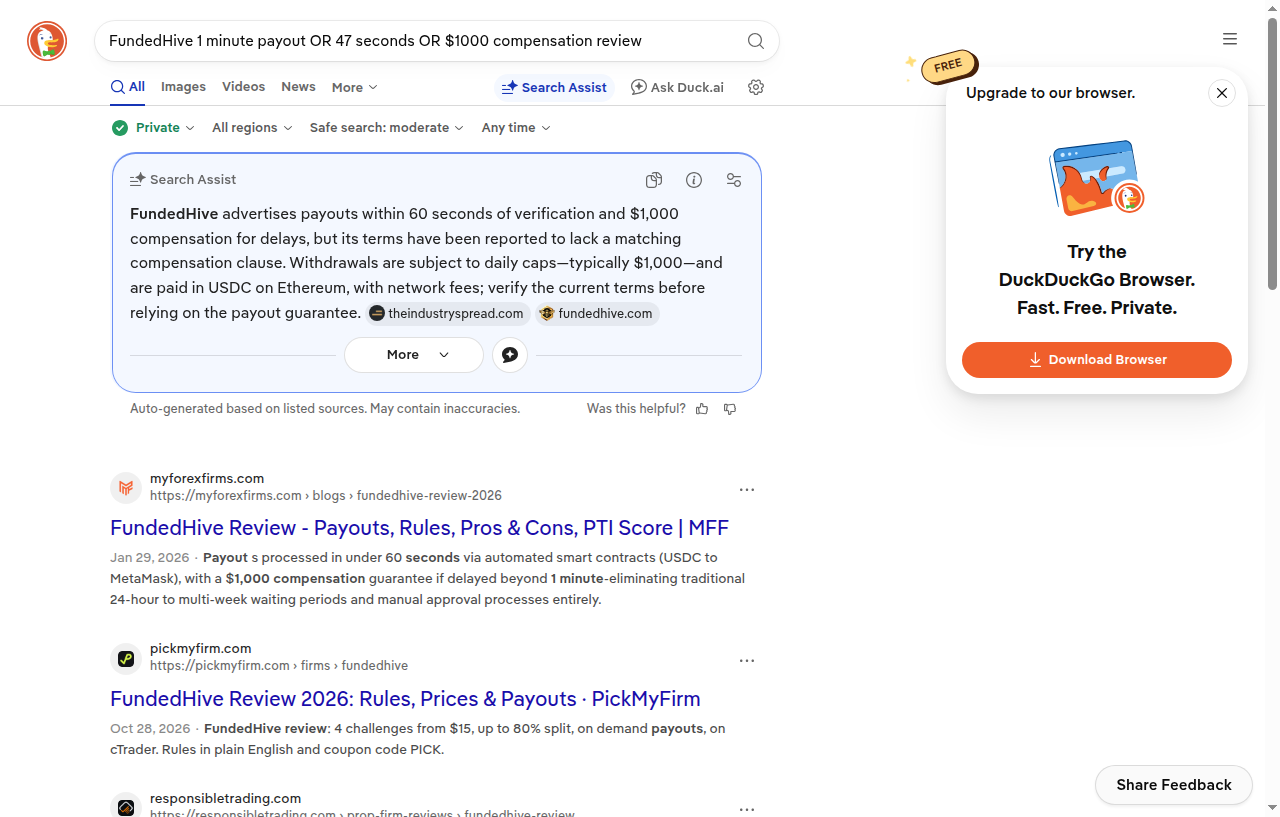 FundedHive 1 minute payout OR 47 seconds OR $1000 compensation review
All Images Videos News More Search Assist Ask Duck.ai
Private All regions Safe search: moderate Any time
FREE
Upgrade to our browser.
Try the
DuckDuckGo Browser.
Fast. Free. Private.
Download Browser
Search Assist
FundedHive advertises payouts within 60 seconds of verification and $1,000
compensation for delays, but its terms have been reported to lack a matching
compensation clause. Withdrawals are subject to daily caps—typically $1,000—and
are paid in USDC on Ethereum, with network fees; verify the current terms before
relying on the payout guarantee. theindustryspread.com fundedhive.com
More
Auto-generated based on listed sources. May contain inaccuracies. Was this helpful?
myforexfirms.com
https://myforexfirms.com › blogs › fundedhive-review-2026
FundedHive Review - Payouts, Rules, Pros & Cons, PTI Score | MFF
Jan 29, 2026 · Payout s processed in under 60 seconds via automated smart contracts (USDC to
MetaMask), with a $1,000 compensation guarantee if delayed beyond 1 minute-eliminating traditional
24-hour to multi-week waiting periods and manual approval processes entirely.
pickmyfirm.com
https://pickmyfirm.com › firms › fundedhive
FundedHive Review 2026: Rules, Prices & Payouts · PickMyFirm
Oct 28, 2026 · FundedHive review: 4 challenges from $15, up to 80% split, on demand payouts, on
cTrader. Rules in plain English and coupon code PICK.
responsibletrading.com
https://responsibletrading.com › prop-firm-reviews › fundedhive-review
Share Feedback